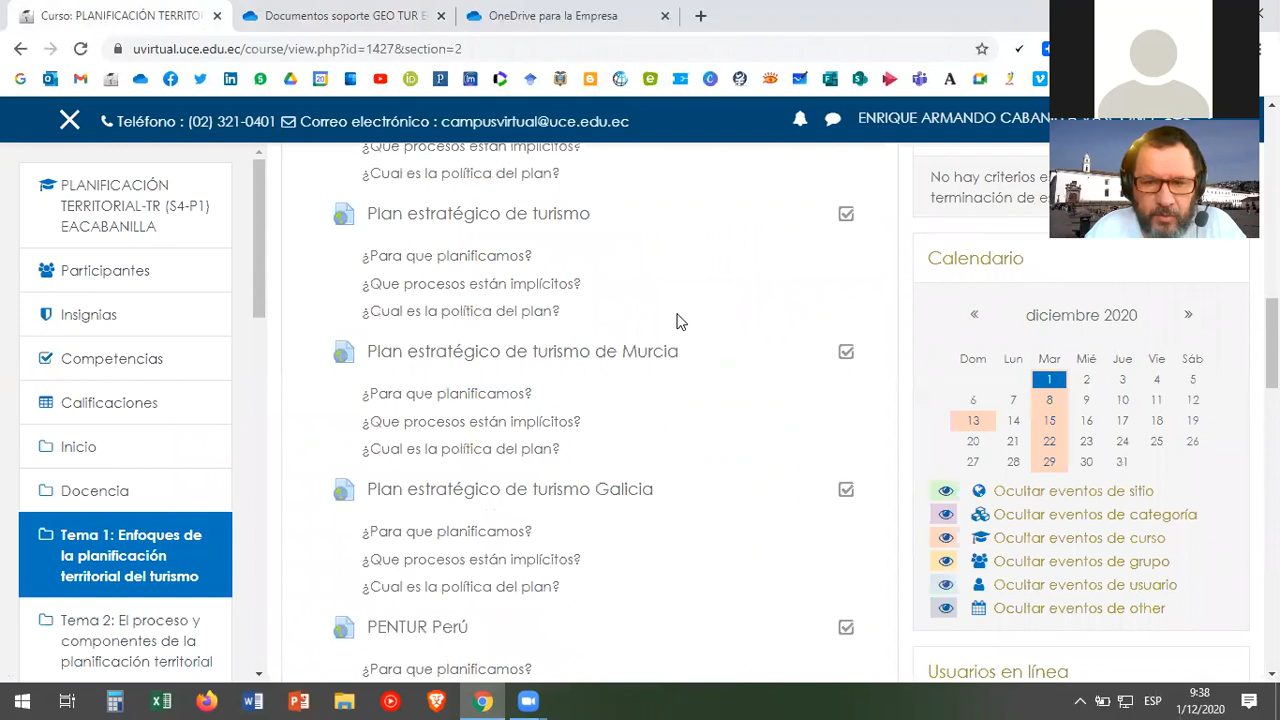 Curso: PLANIFICACIÓN TERRITO
Documentos soporte GEO TUR E
OneDrive para la Empresa
uvirtual.uce.edu.ec/course/view.php?id=1427&section=2
Teléfono : (02) 321-0401 Correo electrónico : campusvirtual@uce.edu.ec
ENRIQUE ARMANDO
PLANIFICACIÓN
TERRITORIAL-TR (S4-P1)
EACABANILLA
Participantes
Insignias
Competencias
Calificaciones
Inicio
Docencia
Tema 1: Enfoques de
la planificación
territorial del turismo
Tema 2: El proceso y
componentes de la
planificación territorial
¿Que procesos están implícitos?
¿Cual es la política del plan?
Plan estratégico de turismo
¿Para que planificamos?
¿Que procesos están implícitos?
¿Cual es la política del plan?
Plan estratégico de turismo de Murcia
¿Para que planificamos?
¿Que procesos están implícitos?
¿Cual es la política del plan?
Plan estratégico de turismo Galicia
¿Para que planificamos?
¿Que procesos están implícitos?
¿Cual es la política del plan?
PENTUR Perú
¿Para que planificamos?
No hay criterios
terminación de
Calendario
diciembre 2020
Dom Lun Mar Mié Jue Vie Sáb
1 2 3 4 5
6 7 8 9 10 11 12
13 14 15 16 17 18 19
20 21 22 23 24 25 26
27 28 29 30 31
Ocultar eventos de sitio
Ocultar eventos de categoría
Ocultar eventos de curso
Ocultar eventos de grupo
Ocultar eventos de usuario
Ocultar eventos de other
Usuarios en línea
ESP
9:38
1/12/2020